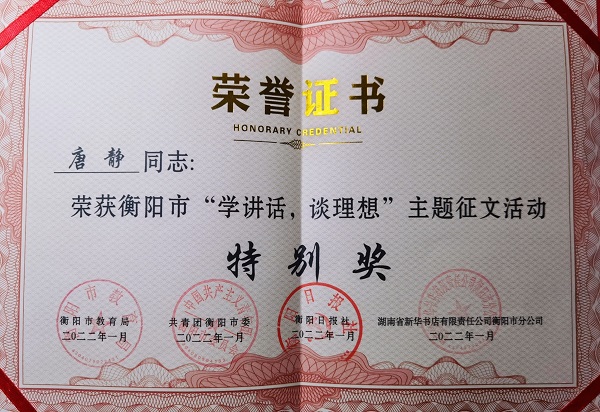 荣誉证书
HONORARY CREDENTIAL
唐静 同志:
荣获衡阳市“学讲话,谈理想”主题征文活动
特别奖
衡阳市教育局 共青团衡阳市委 衡阳日报社 湖南省新华书店有限责任公司衡阳市分公司
二〇二二年一月 二〇二二年一月 二〇二二年一月 二〇二二年一月